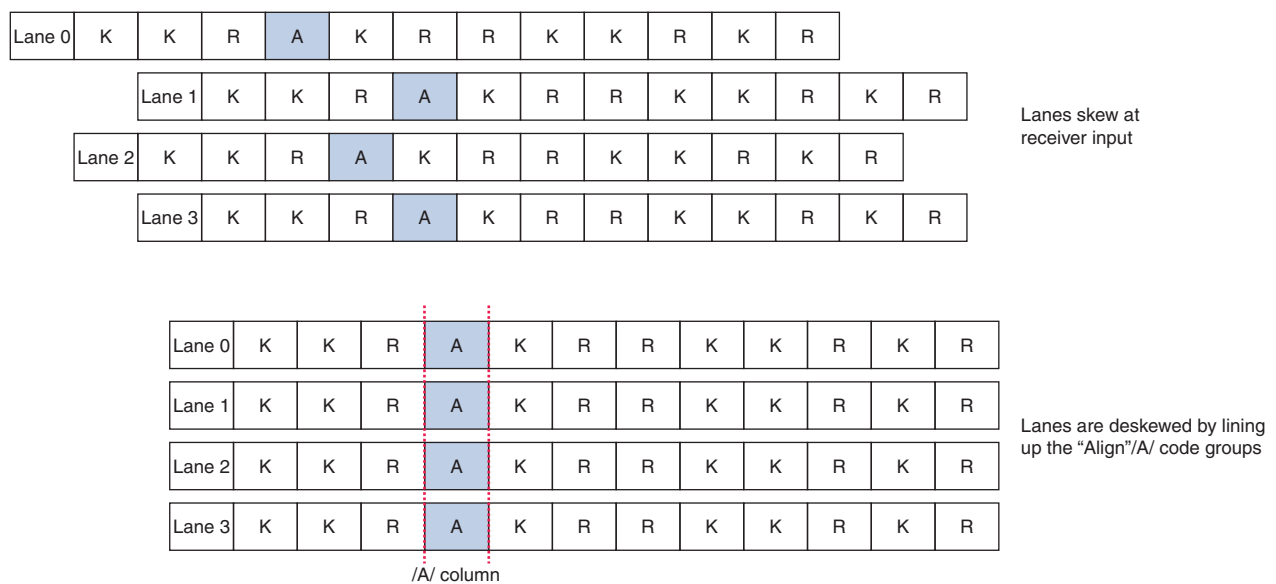 Lane 0 K K R A K R R K K R K R
Lane 1 K K R A K R R K K R K R
Lanes skew at
receiver input
Lane 2 K K R A K R R K K R K R
Lane 3 K K R A K R R K K R K R
Lane 0 K K R A K R R K K R K R
Lane 1 K K R A K R R K K R K R
Lanes are deskewed by lining
up the “Align”/A/ code groups
Lane 2 K K R A K R R K K R K R
Lane 3 K K R A K R R K K R K R
/A/ column